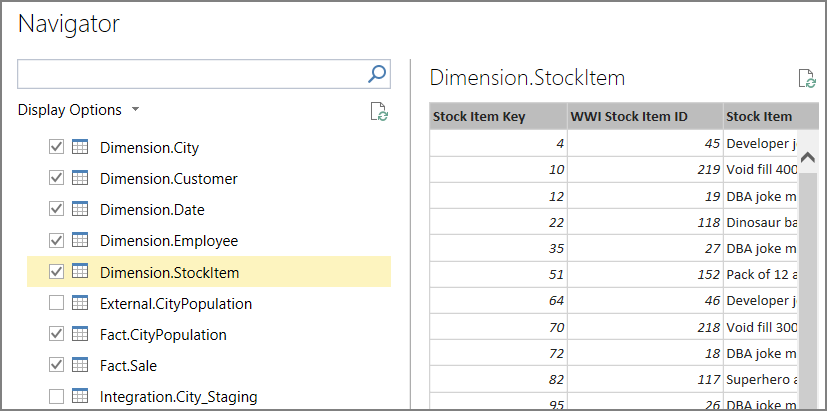 Navigator
Display Options
Dimension.City
Dimension.Customer
Dimension.Date
Dimension.Employee
Dimension.StockItem
External.CityPopulation
Fact.CityPopulation
Fact.Sale
Integration.City_Staging
Dimension.StockItem
Stock Item Key WWI Stock Item ID Stock Item
4 45 Developer j
10 219 Void fill 400
12 19 DBA joke m
22 118 Dinosaur ba
35 27 DBA joke m
51 152 Pack of 12 a
64 46 Developer j
70 218 Void fill 300
72 18 DBA joke m
82 117 Superhero a
95 26 DBA joke m